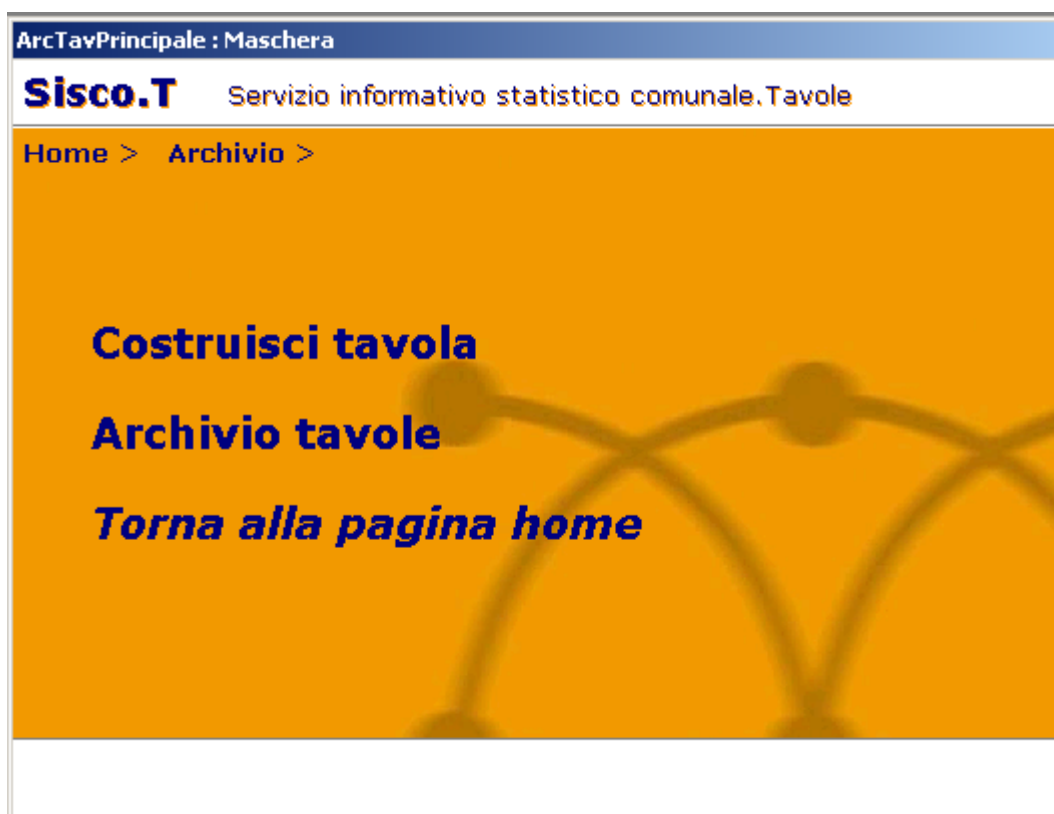 ArcTavPrincipale : Maschera
Sisco.T Servizio informativo statistico comunale.Tavole
Home > Archivio >
Costruisci tavola
Archivio tavole
Torna alla pagina home